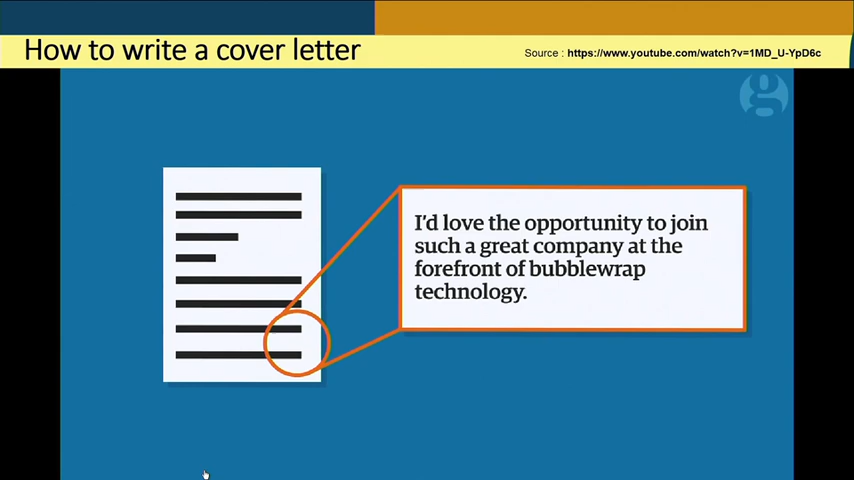 How to write a cover letter
Source : https://www.youtube.com/watch?v=1MD_U-YpD6c
g
I'd love the opportunity to join
such a great company at the
forefront of bubblewrap
technology.